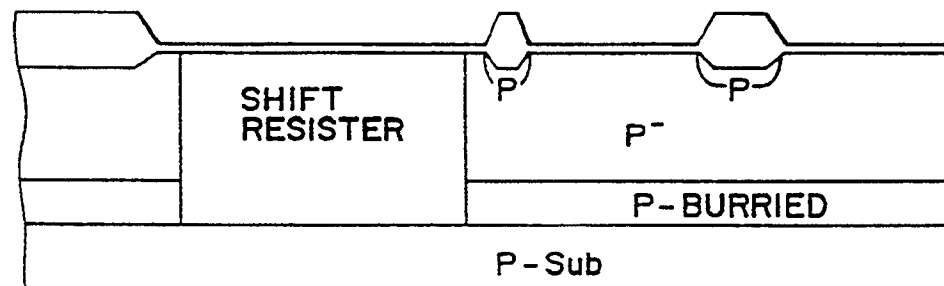 SHIFT
RESISTER
P
P
P⁻
P-BURRIED
P-Sub